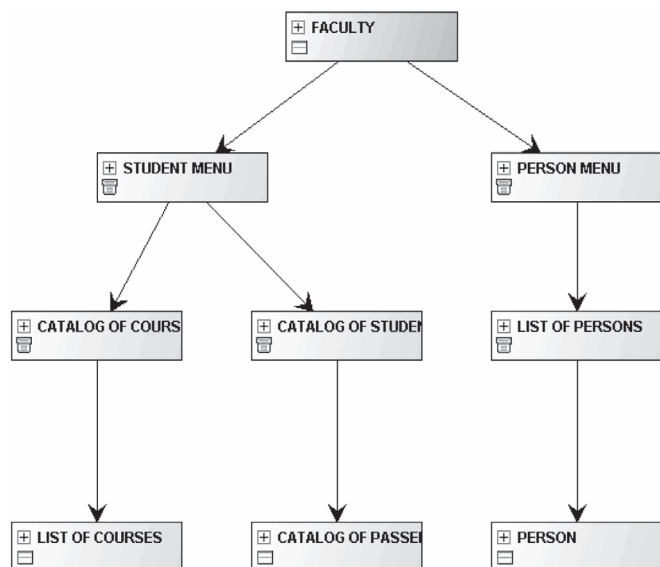 FACULTY
STUDENT MENU
PERSON MENU
CATALOG OF COURS
CATALOG OF STUDEN
LIST OF PERSONS
LIST OF COURSES
CATALOG OF PASSE
PERSON